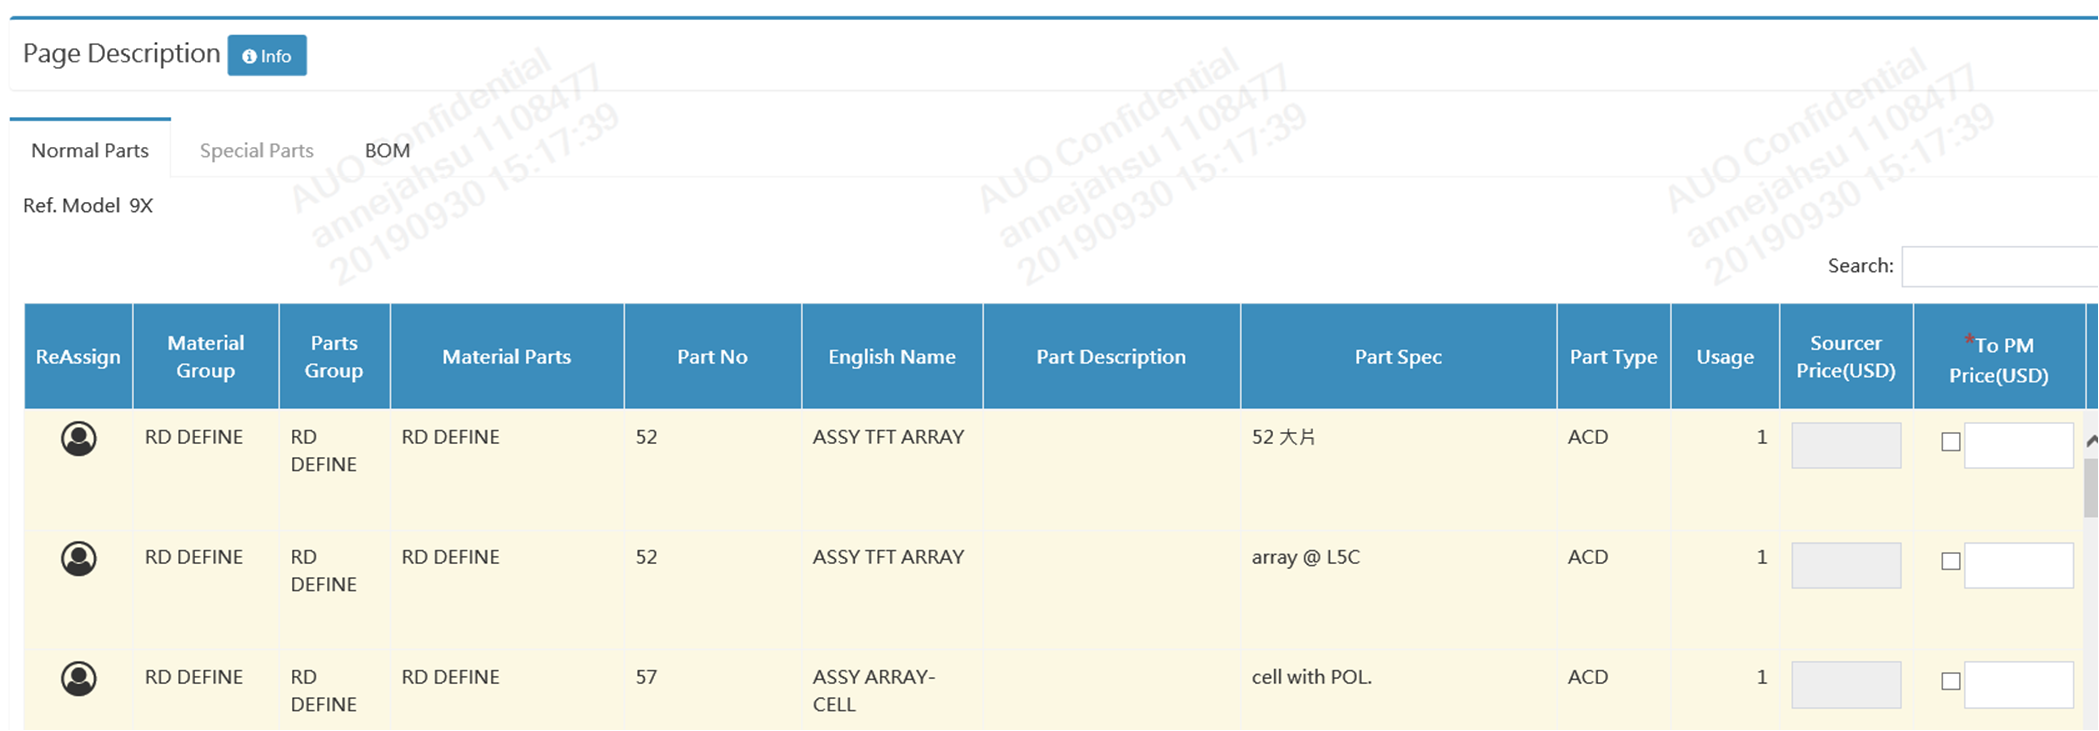 Page Description Info
AUO Confidential
annejahsu 1108477
20190930 15:17:39
AUO Confidential
annejahsu 1108477
20190930 15:17:39
AUO Confidential
annejahsu 1108477
20190930 15:17:39
Normal Parts Special Parts BOM
Ref. Model 9X
Search:
ReAssign Material Group Parts Group Material Parts Part No English Name Part Description Part Spec Part Type Usage Sourcer Price(USD) *To PM Price(USD)
RD DEFINE RD DEFINE RD DEFINE 52 ASSY TFT ARRAY 52 大片 ACD 1
RD DEFINE RD DEFINE RD DEFINE 52 ASSY TFT ARRAY array @ L5C ACD 1
RD DEFINE RD DEFINE RD DEFINE 57 ASSY ARRAY-CELL cell with POL. ACD 1